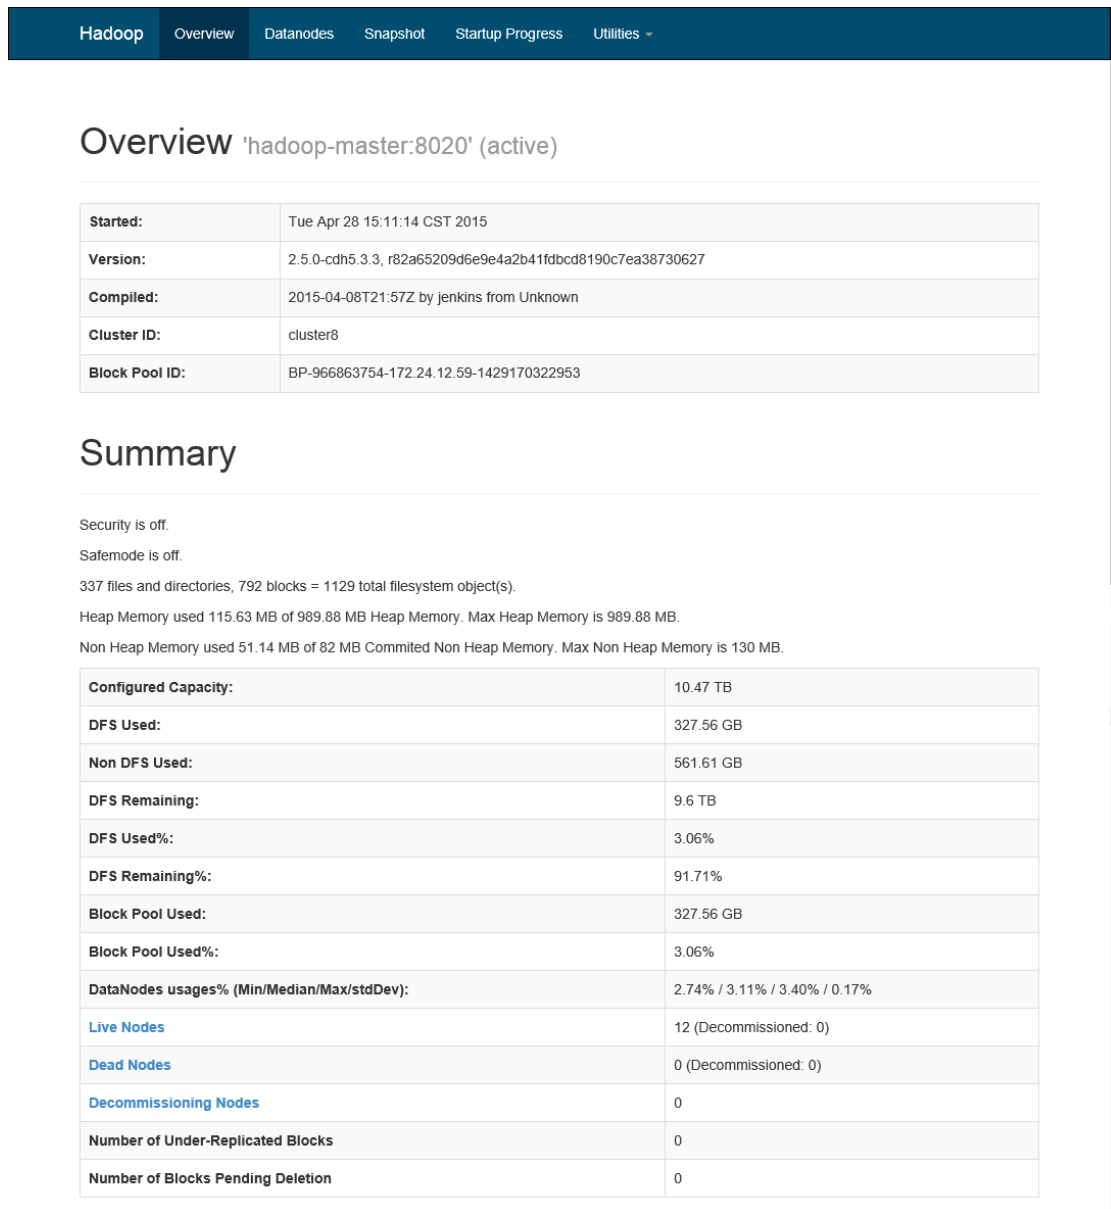 Hadoop Overview Datanodes Snapshot Startup Progress Utilities
Overview 'hadoop-master:8020' (active)
Started: Tue Apr 28 15:11:14 CST 2015
Version: 2.5.0-cdh5.3.3, r82a65209d6e9e4a2b41fdbcd8190c7ea38730627
Compiled: 2015-04-08T21:57Z by jenkins from Unknown
Cluster ID: cluster8
Block Pool ID: BP-966863754-172.24.12.59-1429170322953
Summary
Security is off.
Safemode is off.
337 files and directories, 792 blocks = 1129 total filesystem object(s).
Heap Memory used 115.63 MB of 989.88 MB Heap Memory. Max Heap Memory is 989.88 MB.
Non Heap Memory used 51.14 MB of 82 MB Commited Non Heap Memory. Max Non Heap Memory is 130 MB.
Configured Capacity: 10.47 TB
DFS Used: 327.56 GB
Non DFS Used: 561.61 GB
DFS Remaining: 9.6 TB
DFS Used%: 3.06%
DFS Remaining%: 91.71%
Block Pool Used: 327.56 GB
Block Pool Used%: 3.06%
DataNodes usages% (Min/Median/Max/stdDev): 2.74% / 3.11% / 3.40% / 0.17%
Live Nodes 12 (Decommissioned: 0)
Dead Nodes 0 (Decommissioned: 0)
Decommissioning Nodes 0
Number of Under-Replicated Blocks 0
Number of Blocks Pending Deletion 0